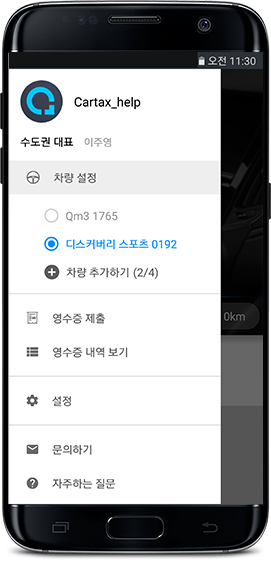 오전 11:30
Cartax_help
수도권 대표 이주영
차량 설정
Qm3 1765
디스커버리 스포츠 0192
차량 추가하기 (2/4)
0km
영수증 제출
영수증 내역 보기
설정
문의하기
자주하는 질문